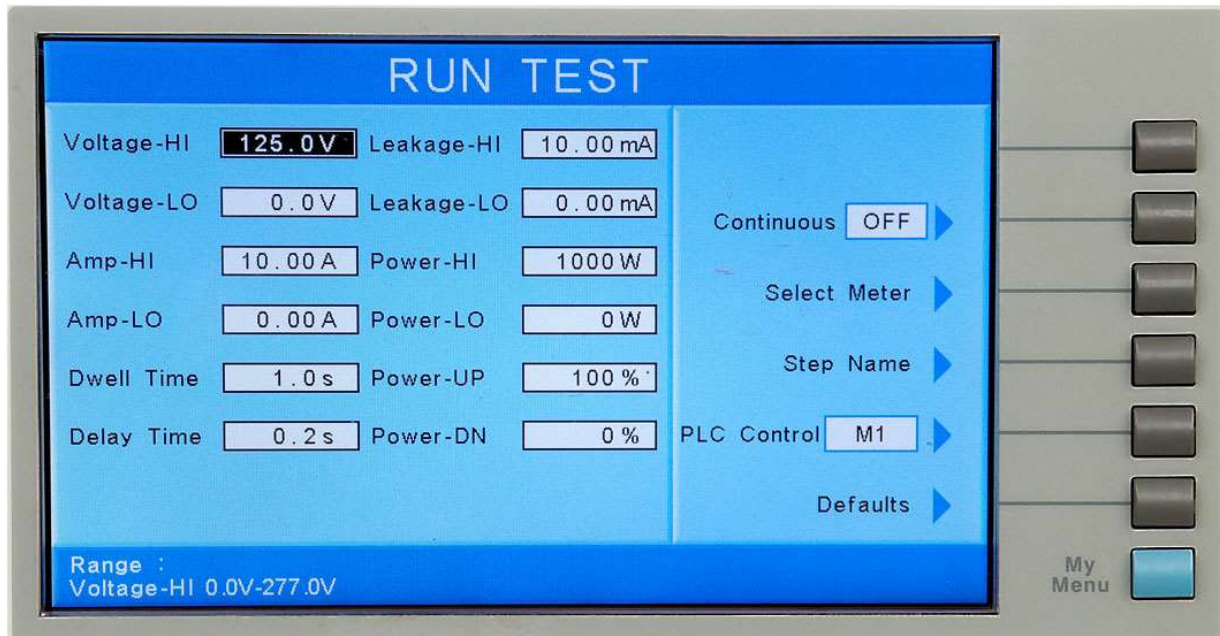 RUN TEST
Voltage-HI 125.0V Leakage-HI 10.00mA
Voltage-LO 0.0V Leakage-LO 0.00mA
Continuous OFF
Amp-HI 10.00A Power-HI 1000W
Select Meter
Amp-LO 0.00A Power-LO 0W
Step Name
Dwell Time 1.0s Power-UP 100%
Delay Time 0.2s Power-DN 0% PLC Control M1
Defaults
Range :
Voltage-HI 0.0V-277.0V
My
Menu